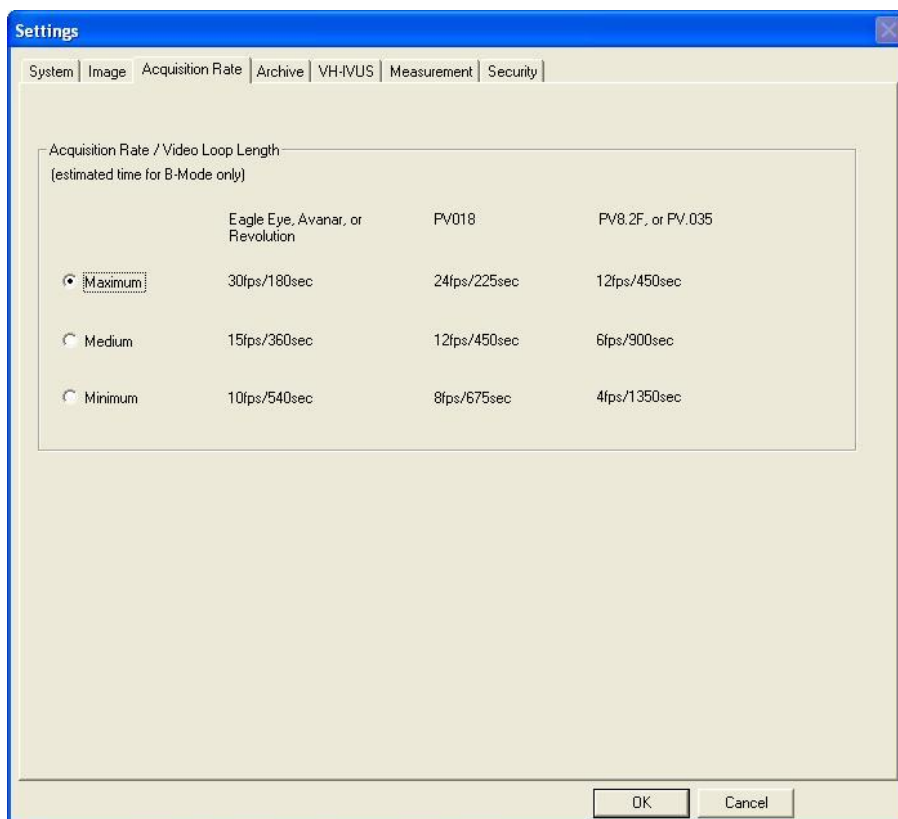 Settings
System Image Acquisition Rate Archive VH-IVUS Measurement Security
Acquisition Rate / Video Loop Length
(estimated time for B-Mode only)
Eagle Eye, Avanar, or PV018 PV8.2F, or PV.035
Revolution
Maximum 30fps/180sec 24fps/225sec 12fps/450sec
Medium 15fps/360sec 12fps/450sec 6fps/900sec
Minimum 10fps/540sec 8fps/675sec 4fps/1350sec
OK Cancel